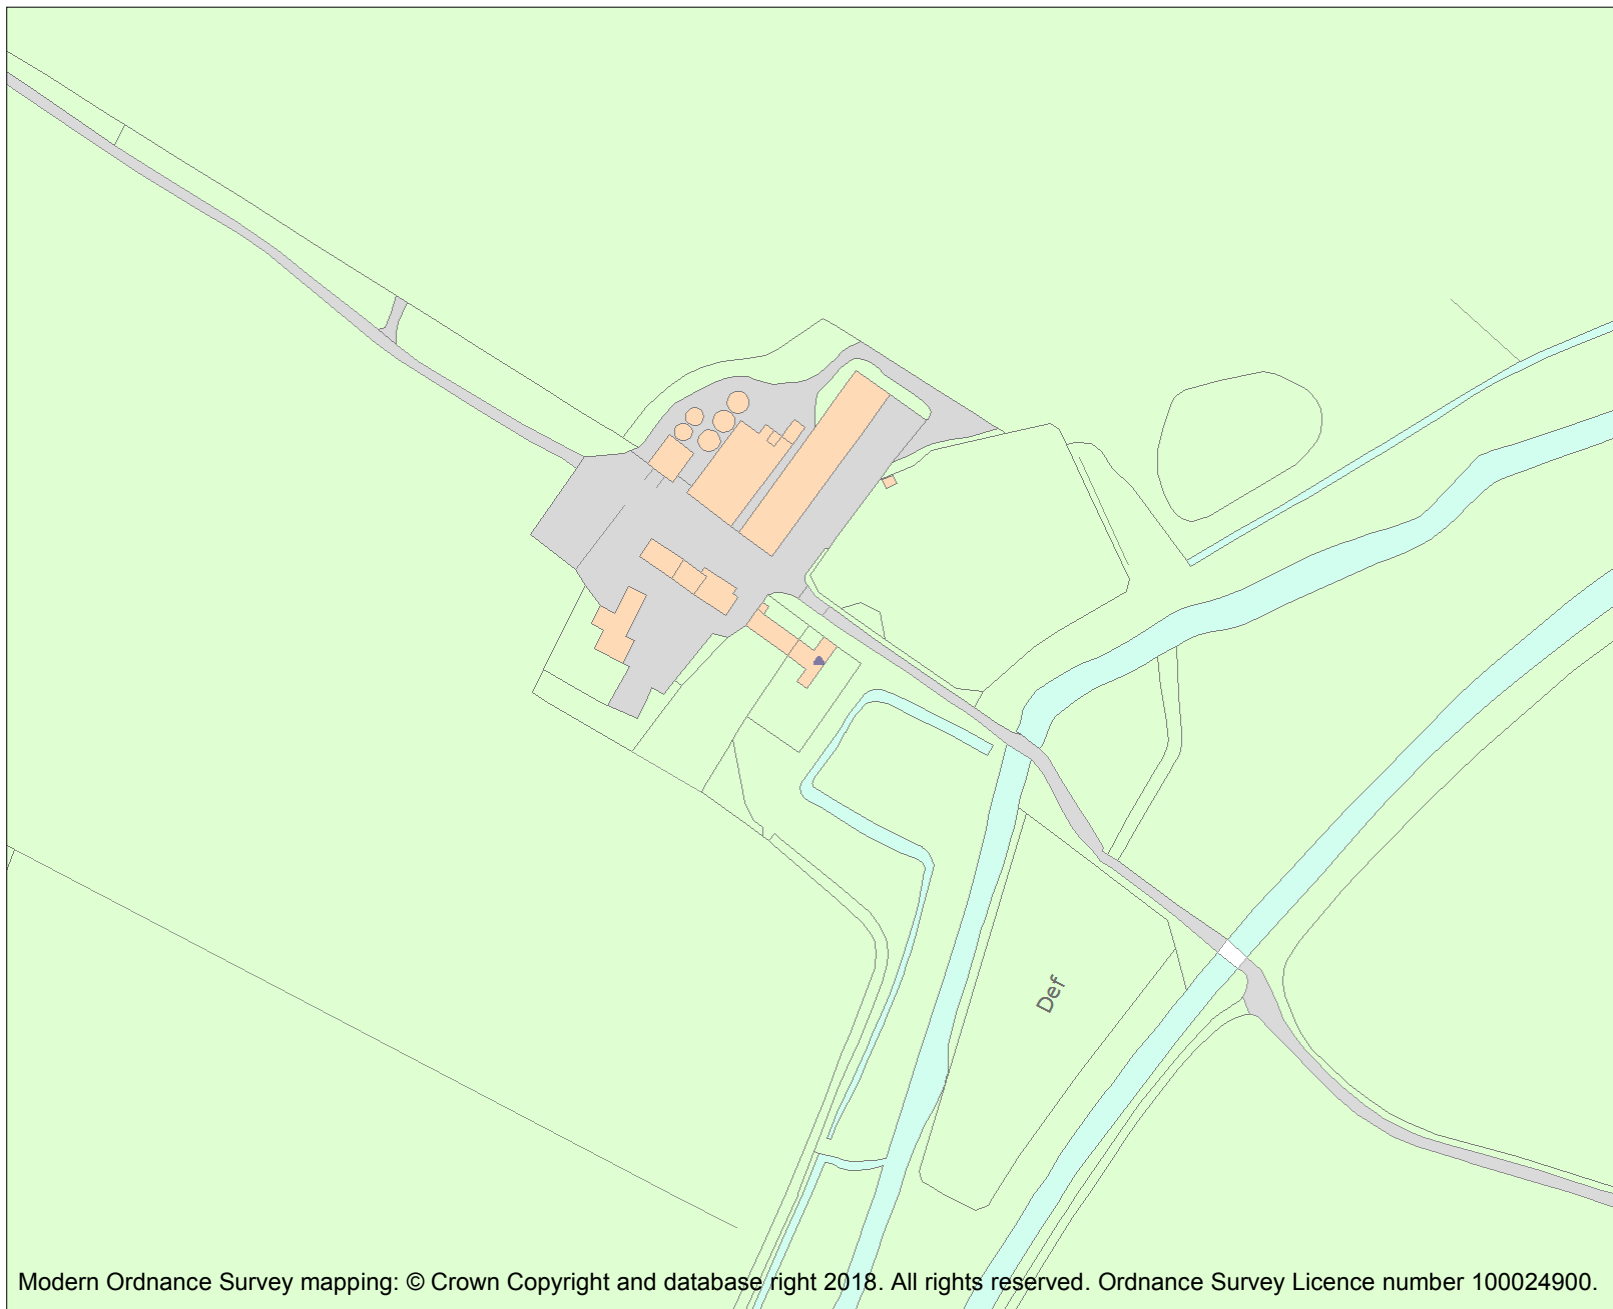 Def
Modern Ordnance Survey mapping: © Crown Copyright and database right 2018. All rights reserved. Ordnance Survey Licence number 100024900.